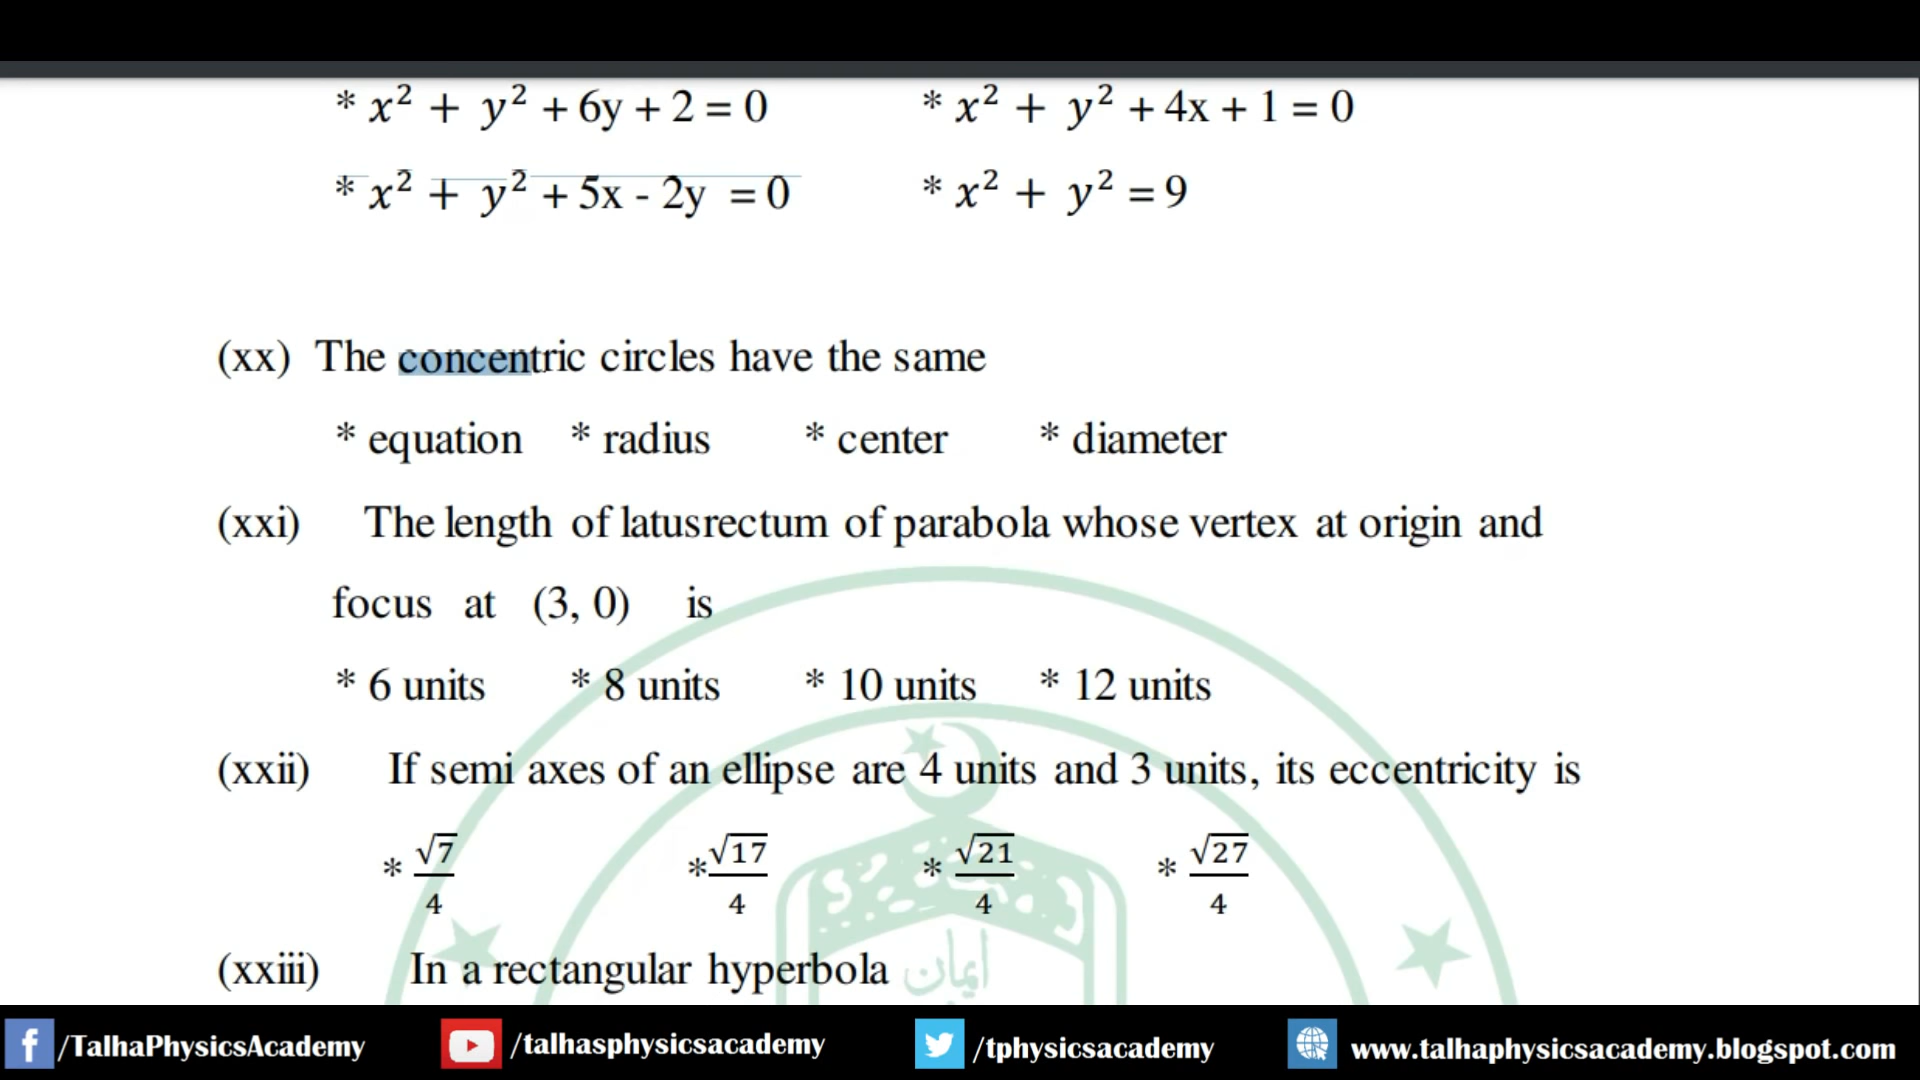 * x² + y² + 6y + 2 = 0 * x² + y² + 4x + 1 = 0
* x² + y² + 5x - 2y = 0 * x² + y² = 9
(xx) The concentric circles have the same
* equation * radius * center * diameter
(xxi) The length of latusrectum of parabola whose vertex at origin and
focus at (3, 0) is
* 6 units * 8 units * 10 units * 12 units
(xxii) If semi axes of an ellipse are 4 units and 3 units, its eccentricity is
* √7/4 * √17/4 * √21/4 * √27/4
(xxiii) In a rectangular hyperbola
ایمان
/TalhaPhysicsAcademy /talhasphysicsacademy /tphysicsacademy www.talhaphysicsacademy.blogspot.com